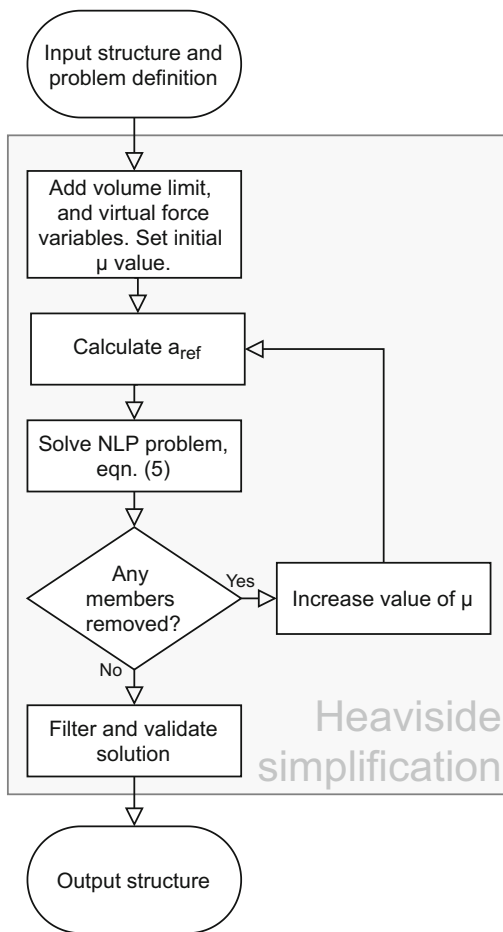 Input structure and
problem definition
Add volume limit,
and virtual force
variables. Set initial
μ value.
Calculate aref
Solve NLP problem,
eqn. (5)
Any
members
removed?
Yes
Increase value of μ
No
Filter and validate
solution
Heaviside
simplification
Output structure